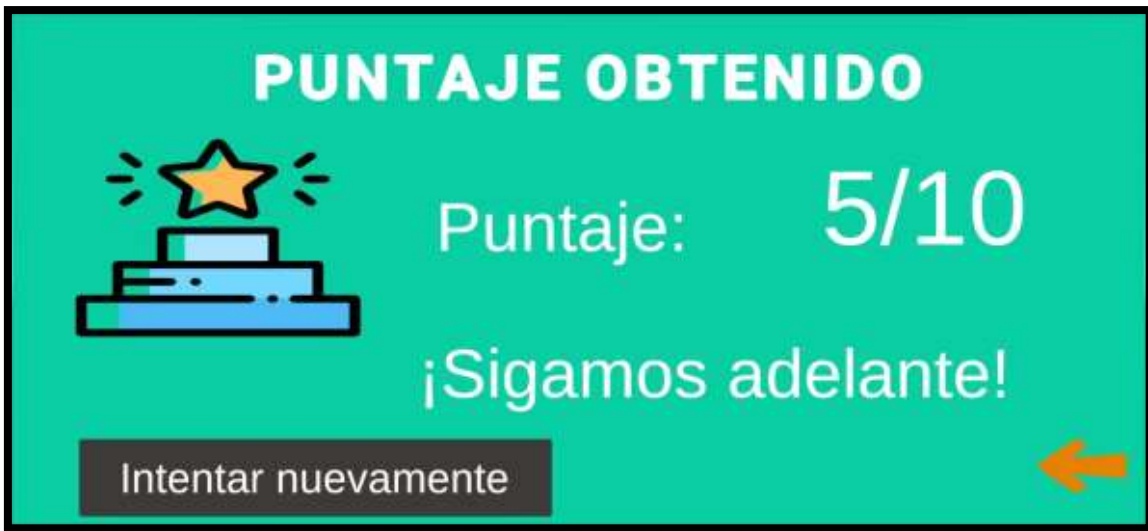 PUNTAJE OBTENIDO
Puntaje: 5/10
¡Sigamos adelante!
Intentar nuevamente